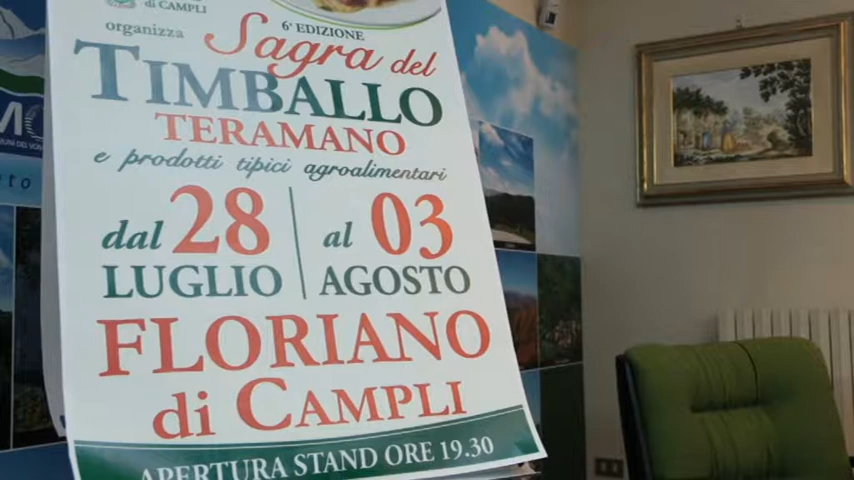 di CAMPLI
organizza
6ª EDIZIONE
Sagra del
TIMBALLO
TERAMANO
e prodotti tipici agroalimentari
dal 28 al 03
LUGLIO AGOSTO
FLORIANO
di CAMPLI
APERTURA STAND ORE 19.30